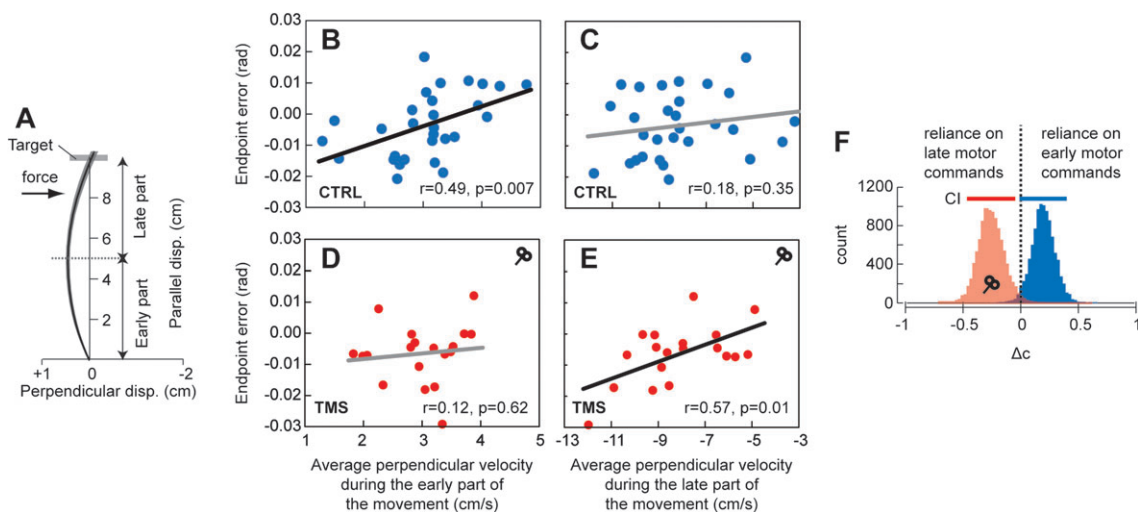 A
Target
force
8
6
4
2
Late part
Early part
Parallel disp. (cm)
+1 0 -2
Perpendicular disp. (cm)
B
0.03
0.02
0.01
0.00
-0.01
-0.02
-0.03
Endpoint error (rad)
CTRL
r=0.49, p=0.007
C
CTRL
r=0.18, p=0.35
D
0.03
0.02
0.01
0.00
-0.01
-0.02
-0.03
Endpoint error (rad)
TMS
r=0.12, p=0.62
1 2 3 4 5
Average perpendicular velocity
during the early part of
the movement (cm/s)
E
TMS
r=0.57, p=0.01
-13 -11 -9 -7 -5 -3
Average perpendicular velocity
during the late part of
the movement (cm/s)
F
reliance on
late motor
commands
reliance on
early motor
commands
CI
1200
800
400
0
count
-1 -0.5 0 0.5 1
Δc